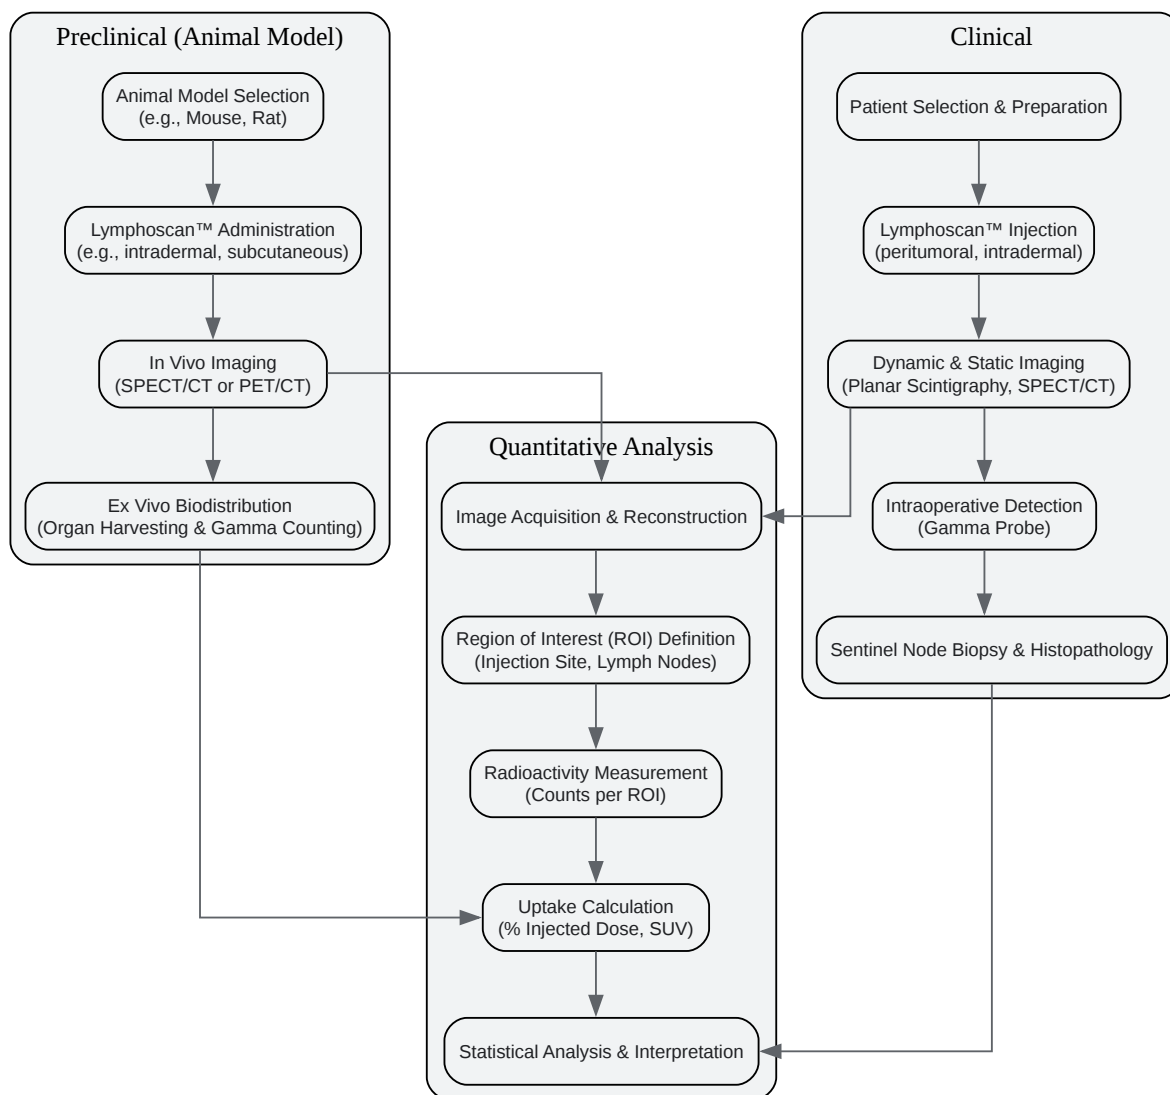 Preclinical (Animal Model)
Animal Model Selection
(e.g., Mouse, Rat)
Lymphoscan™ Administration
(e.g., intradermal, subcutaneous)
In Vivo Imaging
(SPECT/CT or PET/CT)
Ex Vivo Biodistribution
(Organ Harvesting & Gamma Counting)
Clinical
Patient Selection & Preparation
Lymphoscan™ Injection
(peritumoral, intradermal)
Dynamic & Static Imaging
(Planar Scintigraphy, SPECT/CT)
Intraoperative Detection
(Gamma Probe)
Sentinel Node Biopsy & Histopathology
Quantitative Analysis
Image Acquisition & Reconstruction
Region of Interest (ROI) Definition
(Injection Site, Lymph Nodes)
Radioactivity Measurement
(Counts per ROI)
Uptake Calculation
(% Injected Dose, SUV)
Statistical Analysis & Interpretation